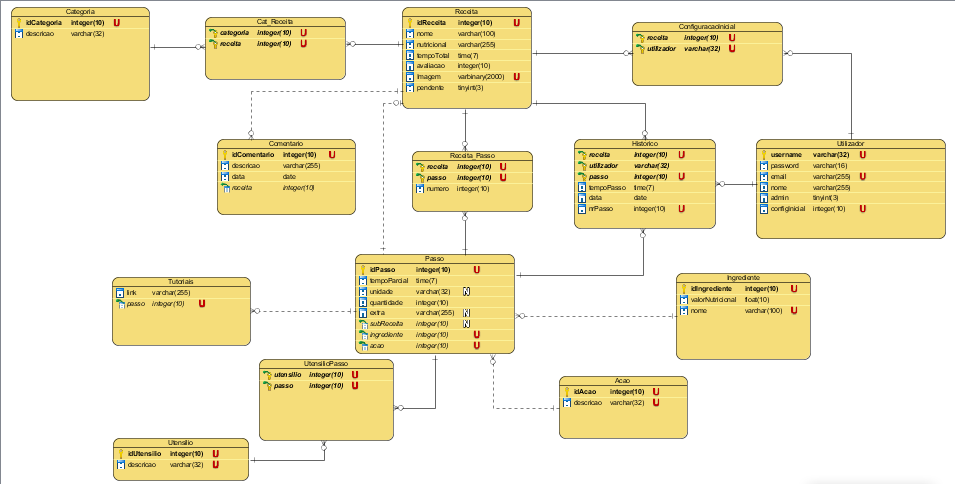 Categoria
idCategoria integer(10) U
descricao varchar(32)
Cat_Receita
categoria integer(10) U
receita integer(10) U
Receita
idReceita integer(10) U
nome varchar(100)
nutricional varchar(255)
tempoTotal time(7)
avaliacao integer(10)
imagem varbinary(2000) U
pendente tinyint(3)
ConfiguracaoInicial
receita integer(10) U
utilizador varchar(32) U
Comentario
idComentario integer(10) U
descricao varchar(255)
data date
receita integer(10)
Receita_Passo
receita integer(10) U
passo integer(10) U
numero integer(10)
Historico
receita integer(10) U
utilizador varchar(32) U
passo integer(10) U
tempoPasso time(7)
data date
nrPasso integer(10) U
Utilizador
username varchar(32) U
password varchar(16)
email varchar(255) U
nome varchar(255)
admin tinyint(3)
configInicial integer(10) U
Tutoriais
link varchar(255)
passo integer(10) U
Passo
idPasso integer(10) U
tempoParcial time(7)
unidade varchar(32) N
quantidade integer(10)
extra varchar(255) N
subReceita integer(10) N
ingrediente integer(10) U
acao integer(10) U
Ingrediente
idIngrediente integer(10) U
valorNutricional float(10)
nome varchar(100) U
UtensilioPasso
utensilio integer(10) U
passo integer(10) U
Acao
idAcao integer(10) U
descricao varchar(32) U
Utensilio
idUtensilio integer(10) U
descricao varchar(32) U